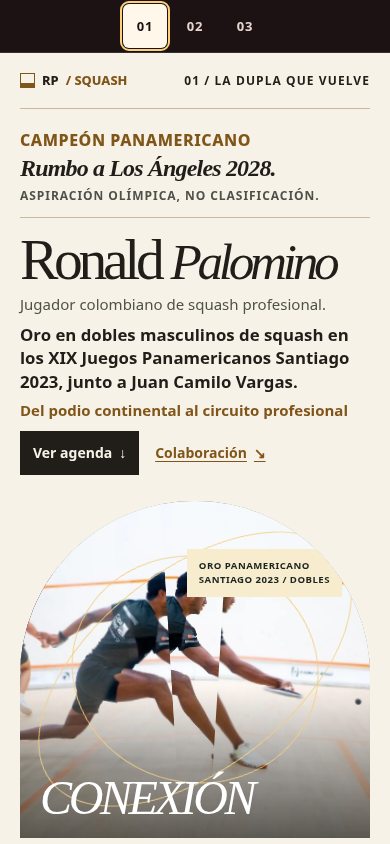 01
02
03
RP / SQUASH
01 / LA DUPLA QUE VUELVE
CAMPEÓN PANAMERICANO
Rumbo a Los Ángeles 2028.
ASPIRACIÓN OLÍMPICA, NO CLASIFICACIÓN.
Ronald Palomino
Jugador colombiano de squash profesional.
Oro en dobles masculinos de squash en
los XIX Juegos Panamericanos Santiago
2023, junto a Juan Camilo Vargas.
Del podio continental al circuito profesional
Ver agenda ↓
Colaboración ↘
ORO PANAMERICANO
SANTIAGO 2023 / DOBLES
CONEXIÓN